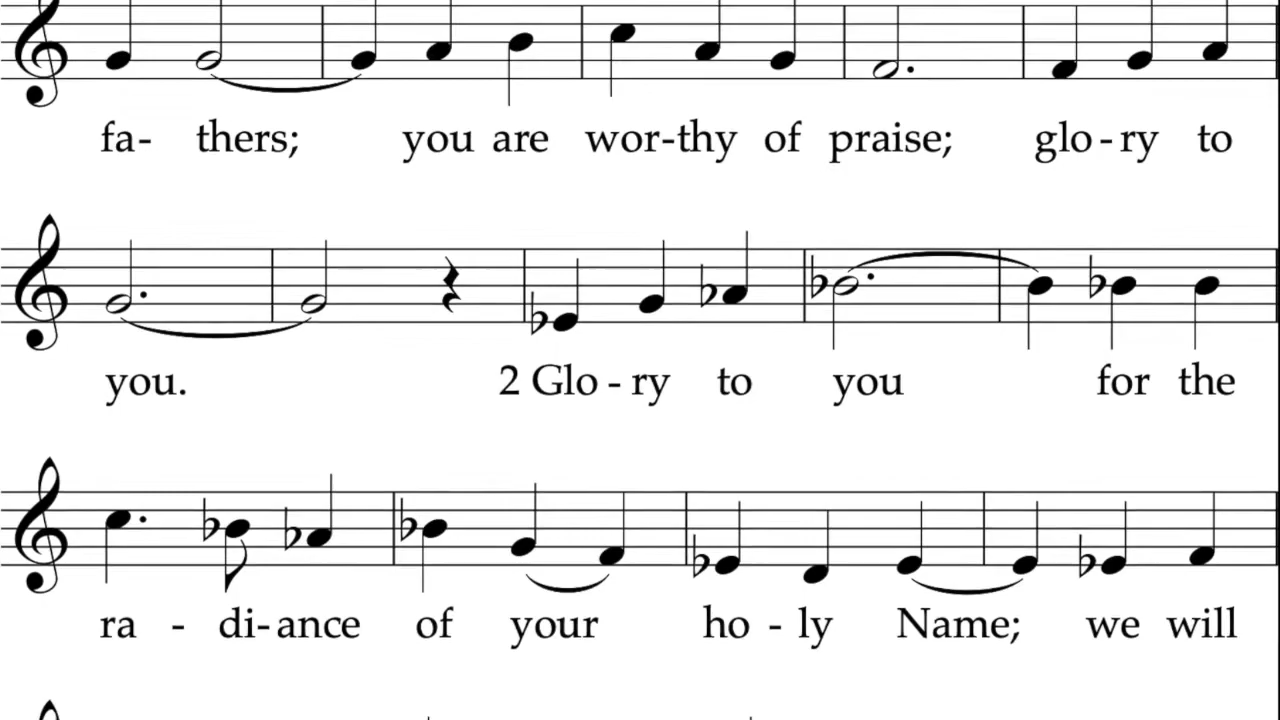 fa- thers; you are wor-thy of praise; glo-ry to
you. 2 Glo-ry to you for the
ra - di-ance of your ho-ly Name; we will